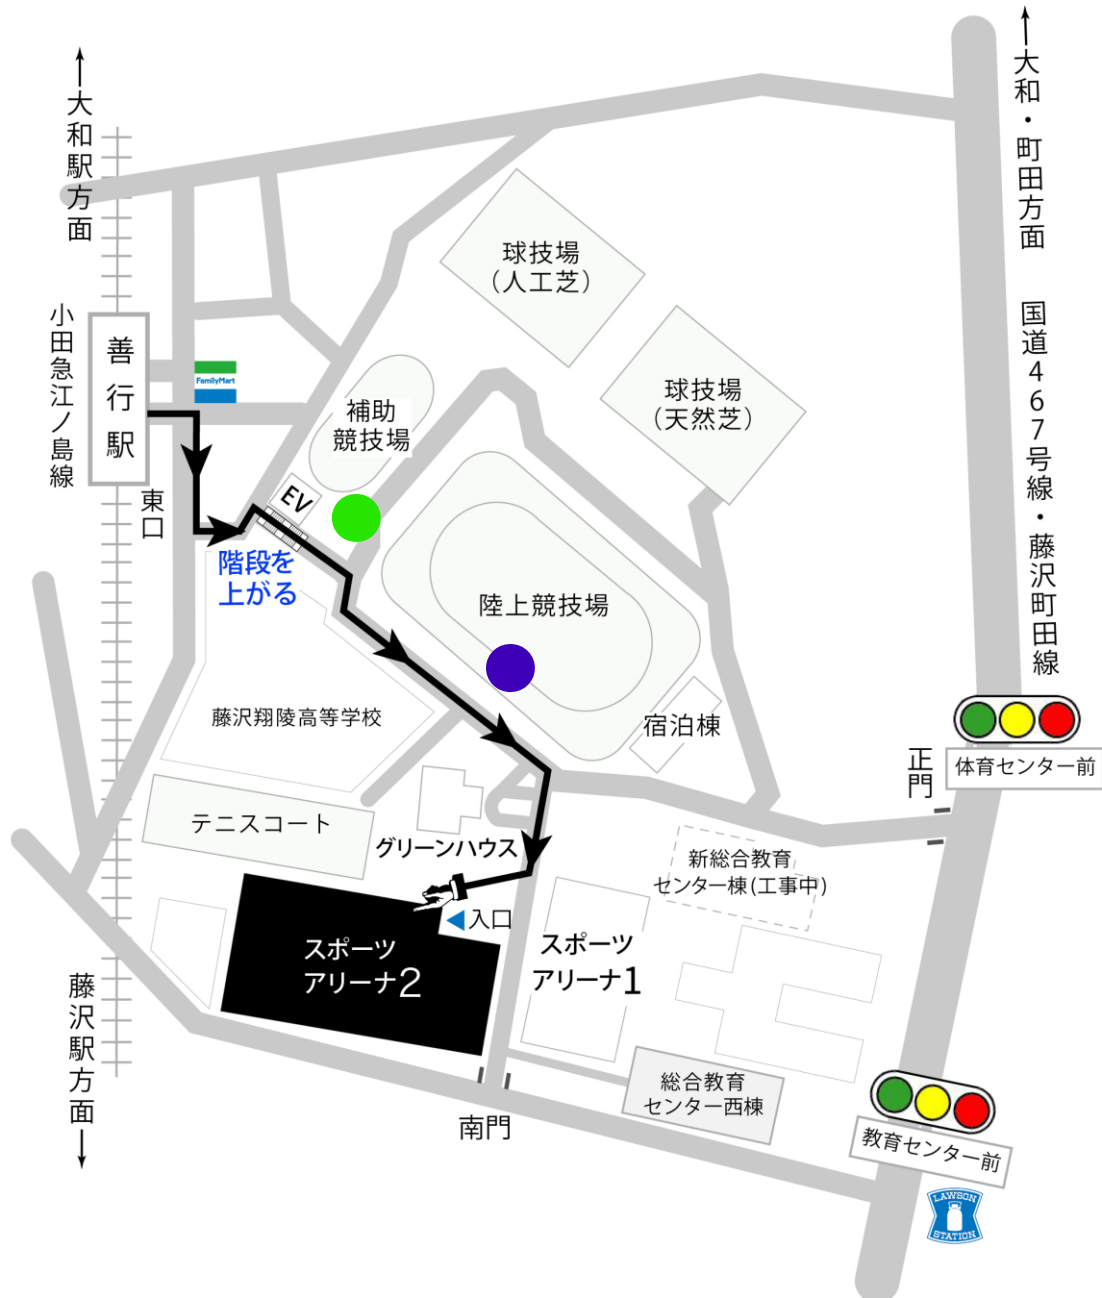 大和駅方面
大和・町田方面
国道467号線・藤沢町田線
小田急江ノ島線
善行駅
東口
FamilyMart
球技場
(人工芝)
球技場
(天然芝)
補助
競技場
EV
階段を
上がる
陸上競技場
藤沢翔陵高等学校
宿泊棟
正門
体育センター前
テニスコート
グリーンハウス
新総合教育
センター棟(工事中)
入口
スポーツ
アリーナ2
スポーツ
アリーナ1
藤沢駅方面
総合教育
センター西棟
南門
教育センター前
LAWSON
STATION